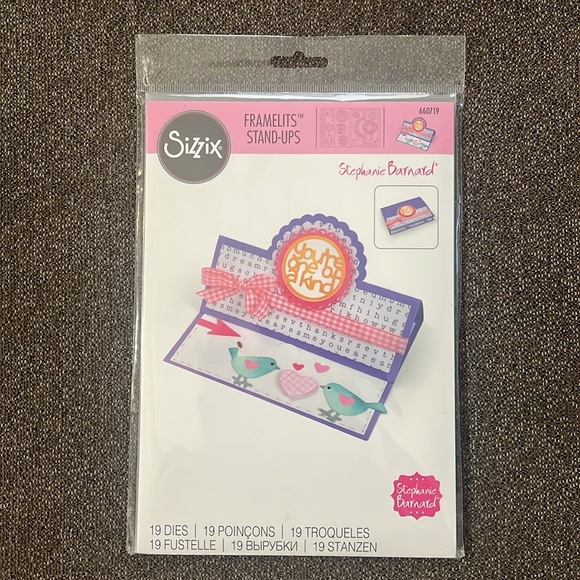 Sizzix
FRAMELITS™
STAND-UPS
660719
Stephanie Barnard®
you're
one of
a kind
Stephanie
Barnard®
19 DIES | 19 POINÇONS | 19 TROQUELES
19 FUSTELLE | 19 ВЫРУБКИ | 19 STANZEN